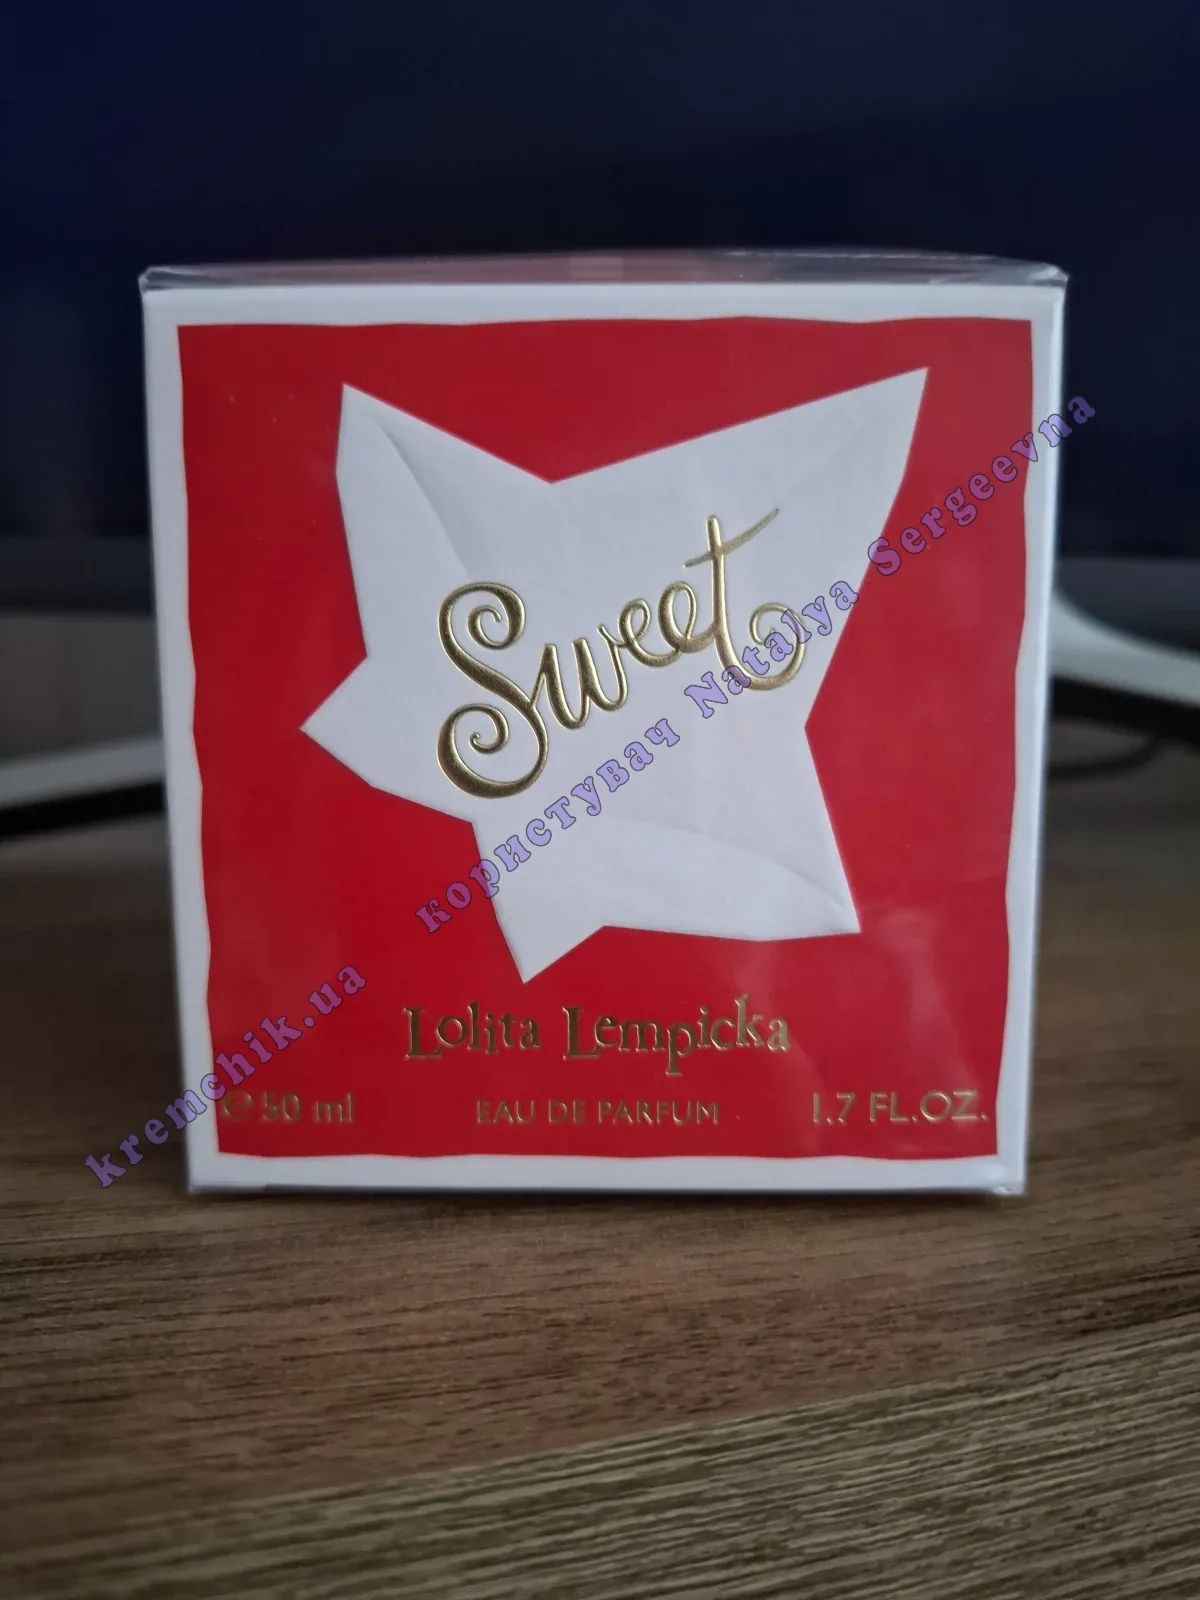 Sweet
Lolita Lempicka
e 50 ml
EAU DE PARFUM
1.7 FL.OZ.
користувач Natalya Sergeevna
kremchik.ua